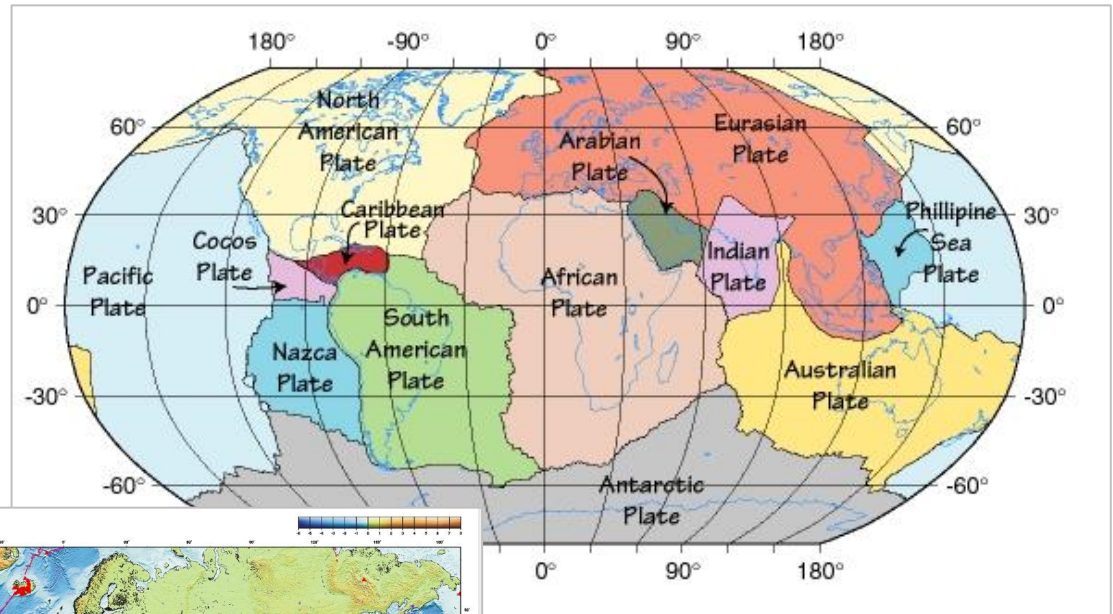 180° -90° 0° 90° 180°
60° 60°
North
American
Plate
Arabian
Plate
Eurasian
Plate
30° 30°
Caribbean
Plate
Cocos
Plate
Phillipine
Sea
Plate
Indian
Plate
Pacific
Plate
African
Plate
0° 0°
South
American
Plate
Nazca
Plate
Australian
Plate
-30° -30°
-60° -60°
Antarctic
Plate
0° 90° 180°